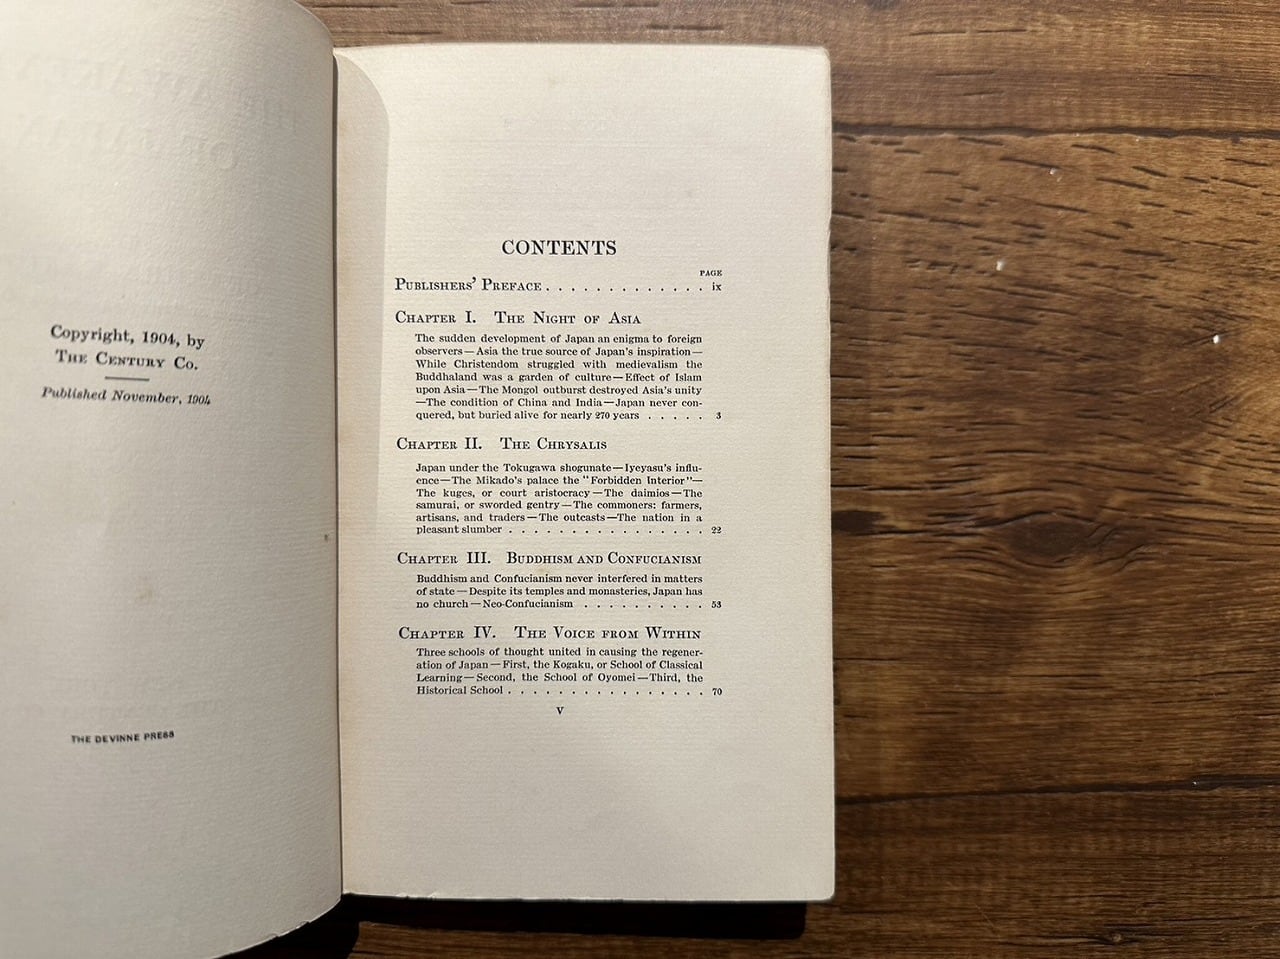 Copyright, 1904, by
The Century Co.
Published November, 1904
THE DEVINNE PRESS
CONTENTS
PAGE
Publishers' Preface . . . . . . . . . . . . . ix
Chapter I. The Night of Asia
The sudden development of Japan an enigma to foreign
observers—Asia the true source of Japan's inspiration—
While Christendom struggled with medievalism the
Buddhaland was a garden of culture—Effect of Islam
upon Asia—The Mongol outburst destroyed Asia's unity
—The condition of China and India—Japan never con-
quered, but buried alive for nearly 270 years . . . . . 3
Chapter II. The Chrysalis
Japan under the Tokugawa shogunate—Iyeyasu's influ-
ence—The Mikado's palace the "Forbidden Interior"—
The kuges, or court aristocracy—The daimios—The
samurai, or sworded gentry—The commoners: farmers,
artisans, and traders—The outcasts—The nation in a
pleasant slumber . . . . . . . . . . . . . . . . 22
Chapter III. Buddhism and Confucianism
Buddhism and Confucianism never interfered in matters
of state—Despite its temples and monasteries, Japan has
no church—Neo-Confucianism . . . . . . . . . . 53
Chapter IV. The Voice from Within
Three schools of thought united in causing the regener-
ation of Japan—First, the Kogaku, or School of Classical
Learning—Second, the School of Oyomei—Third, the
Historical School . . . . . . . . . . . . . . . . 70
v